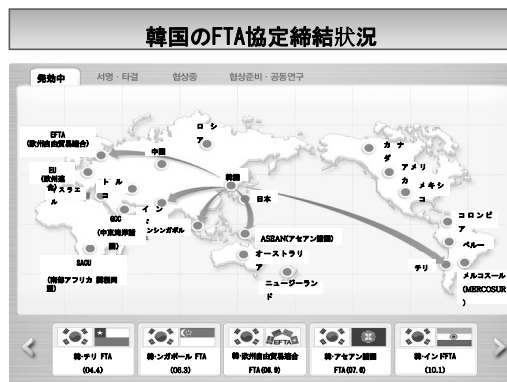 韓国のFTA協定締結狀況
発効中 서명・타결 협상중 협상준비・공동연구
ロシア
カナダ
アメリカ
メキシコ
EFTA
(欧州自由貿易連合)
中国
EU
(欧州連合)
イスラエル
トルコ
韓国
日本
GCC
(中東湾岸諸国)
ンシンガポル
ASEAN(アセアン諸国)
オーストラリア
ニュージーランド
SACU
(南部アフリカ 関税同盟)
コロンビア
ペルー
チリ
メルコスール
(MERCOSUR)
韓·チリ FTA
(04.4)
韓·ンガポール FTA
(06.3)
EFTA
韓·欧州自由貿易連合
FTA(06.9)
韓·アセアン諸国
FTA(07.6)
韓·インドFTA
(10.1)